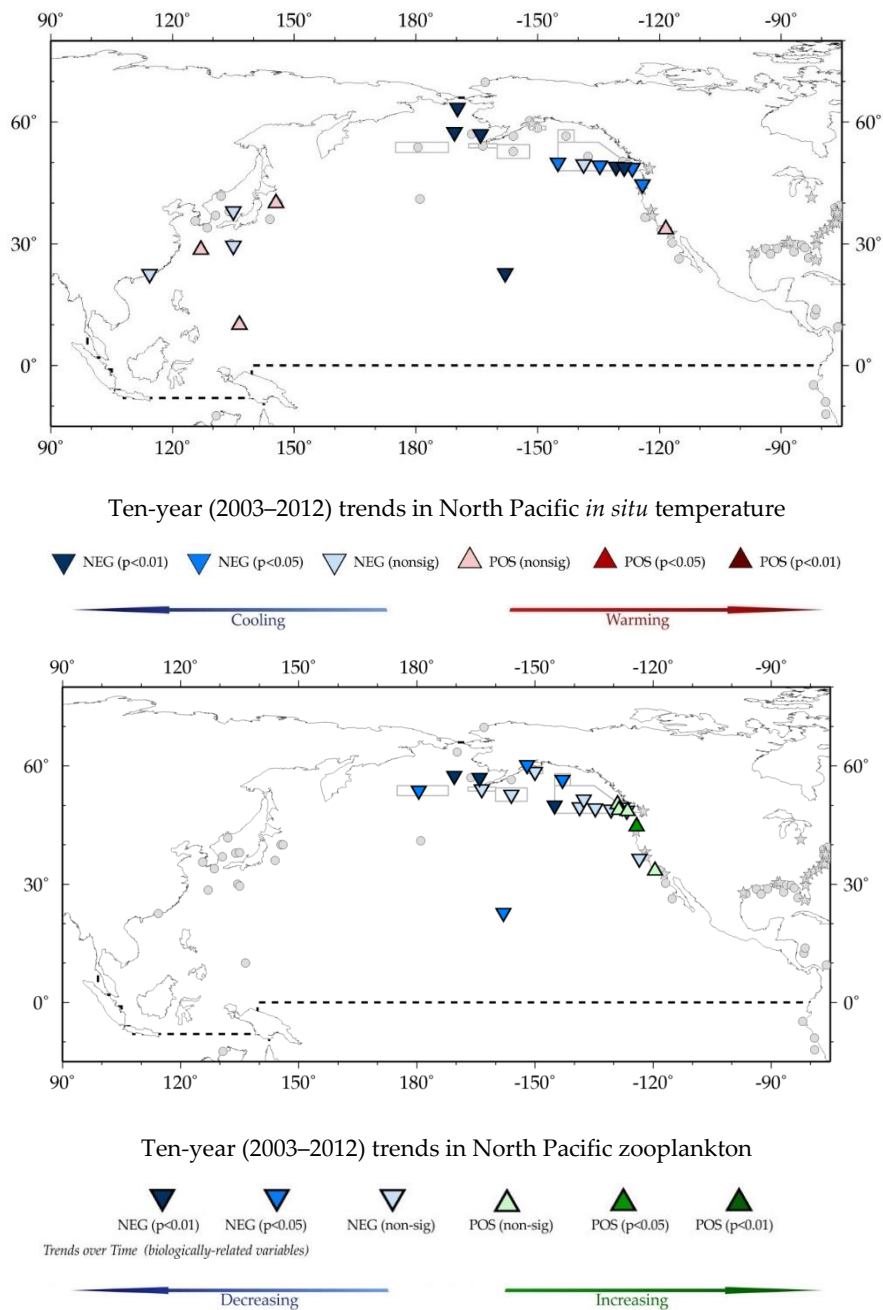 90˚ 120˚ 150˚ 180˚ -150˚ -120˚ -90˚
60˚ 60˚
30˚ 30˚
0˚ 0˚
90˚ 120˚ 150˚ 180˚ -150˚ -120˚ -90˚
Ten-year (2003–2012) trends in North Pacific in situ temperature
NEG (p<0.01) NEG (p<0.05) NEG (nonsig) POS (nonsig) POS (p<0.05) POS (p<0.01)
Cooling Warming
90˚ 120˚ 150˚ 180˚ -150˚ -120˚ -90˚
60˚ 60˚
30˚ 30˚
0˚ 0˚
90˚ 120˚ 150˚ 180˚ -150˚ -120˚ -90˚
Ten-year (2003–2012) trends in North Pacific zooplankton
NEG (p<0.01) NEG (p<0.05) NEG (non-sig) POS (non-sig) POS (p<0.05) POS (p<0.01)
Trends over Time (biologically-related variables)
Decreasing Increasing